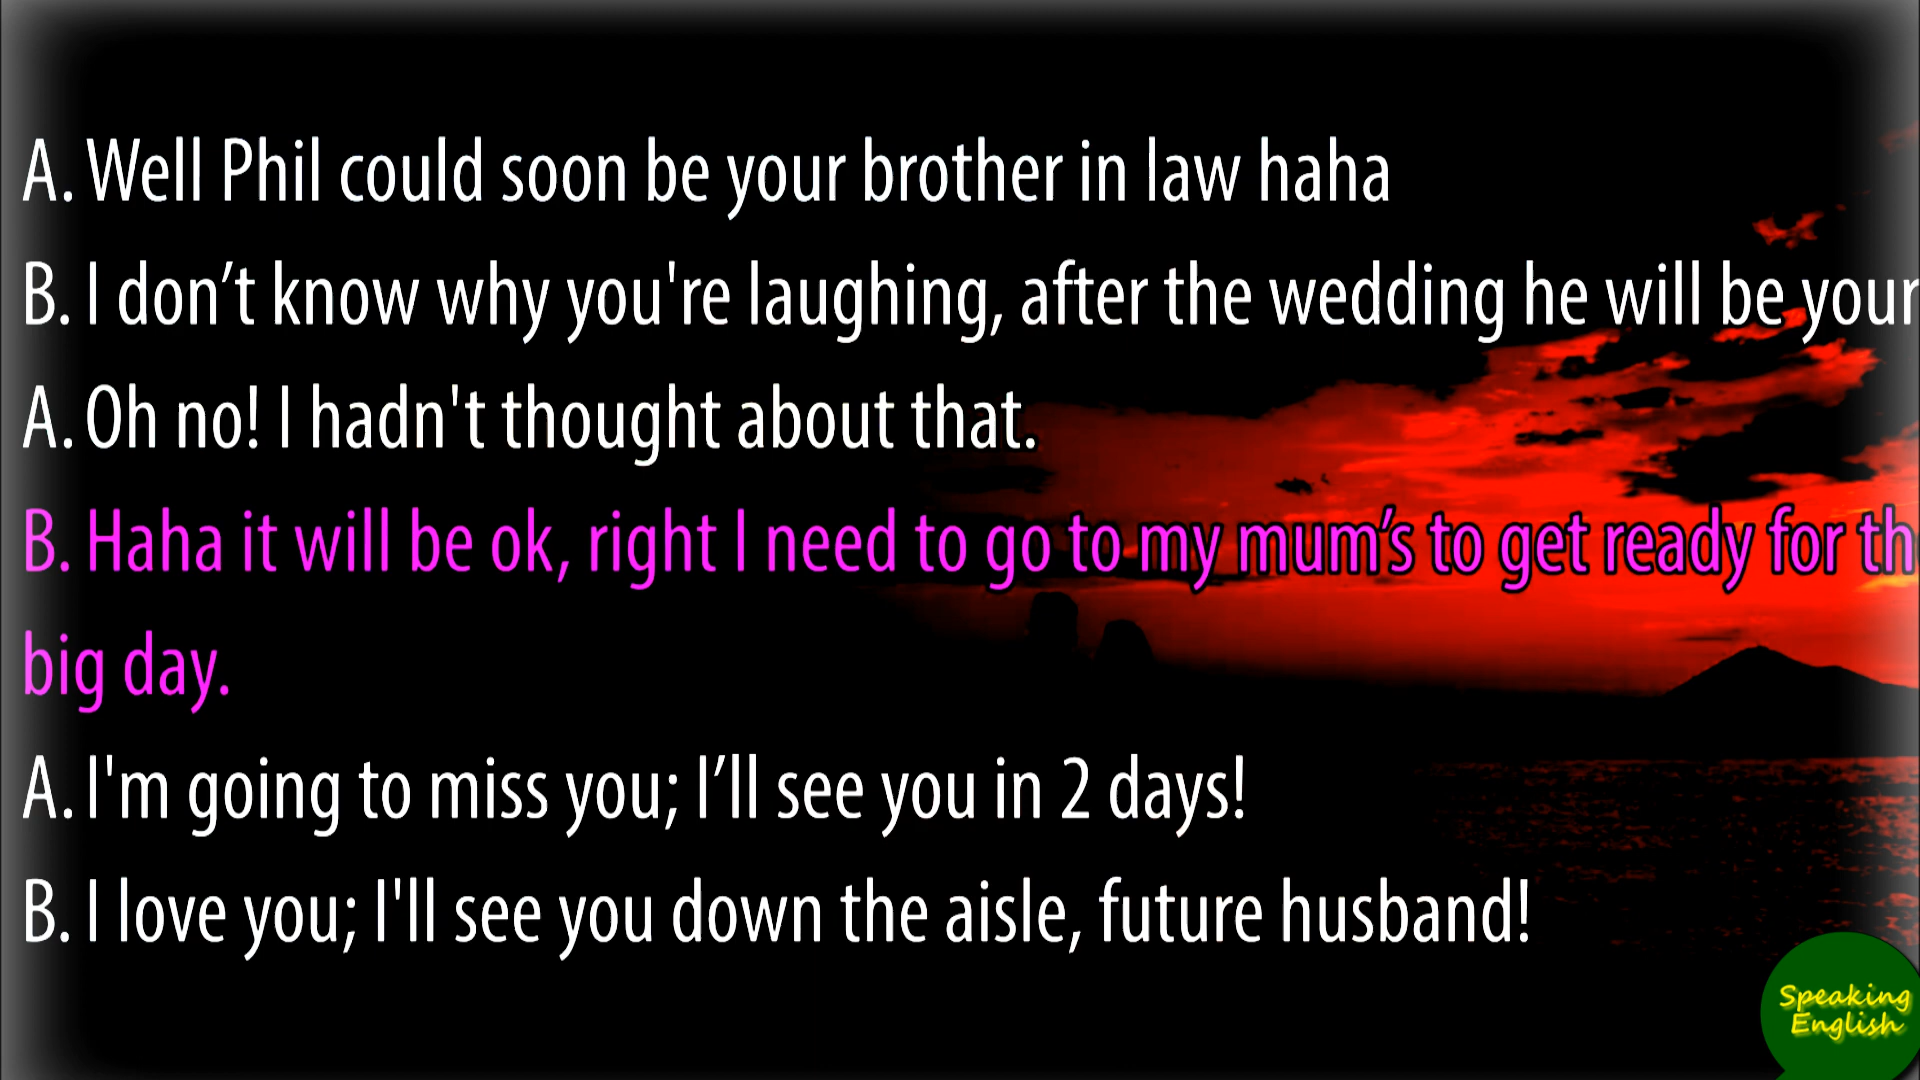 A. Well Phil could soon be your brother in law haha
B. I don’t know why you're laughing, after the wedding he will be your
A. Oh no! I hadn't thought about that.
B. Haha it will be ok, right I need to go to my mum’s to get ready for
big day.
A. I'm going to miss you; I’ll see you in 2 days!
B. I love you; I'll see you down the aisle, future husband!
Speaking
English